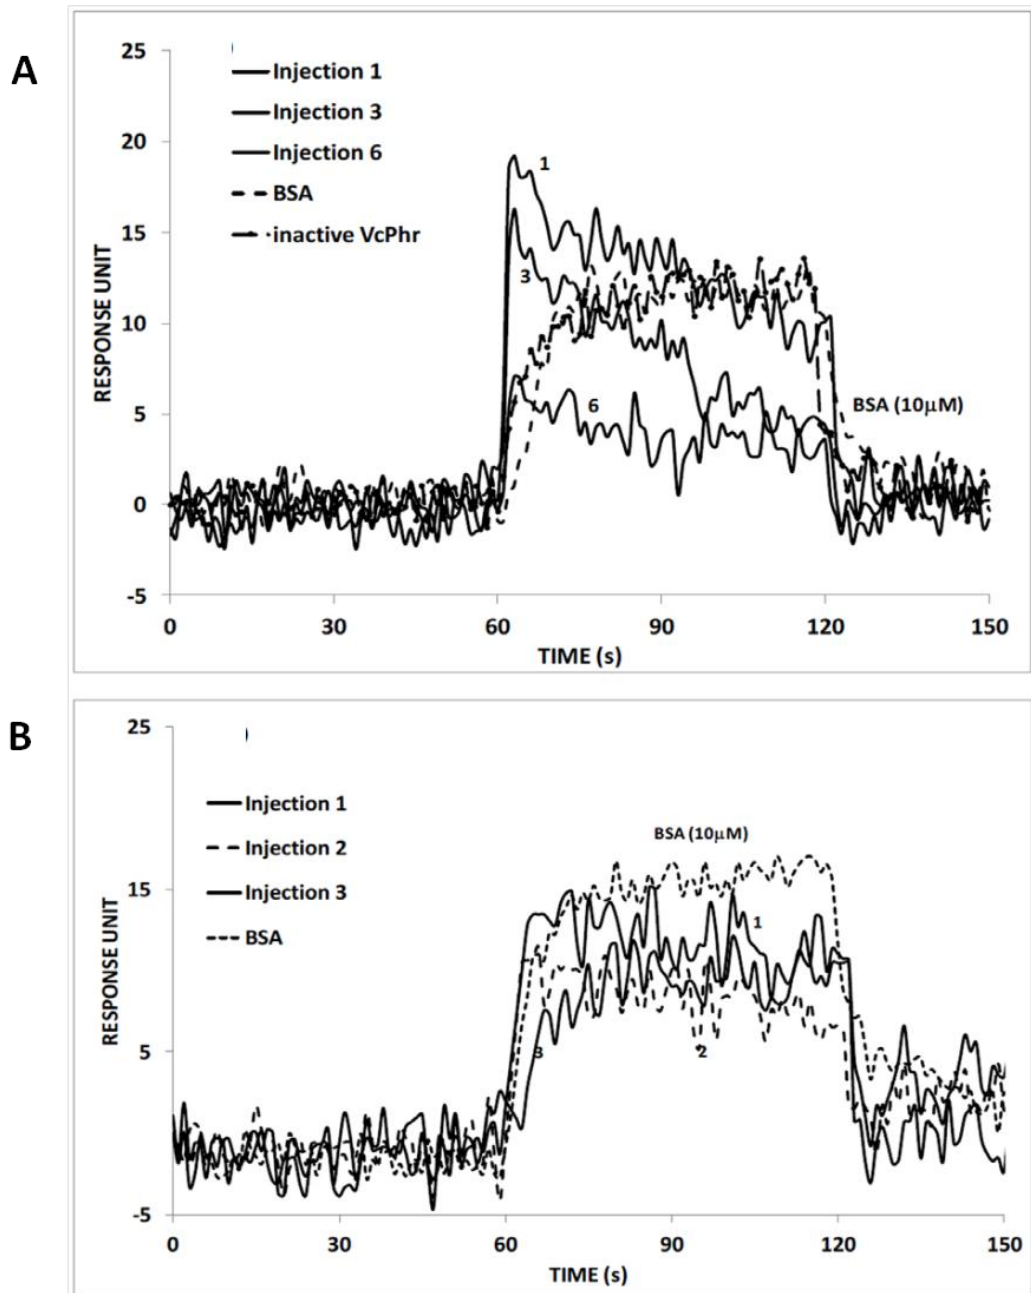 A
25
20
15
10
5
0
-5
RESPONSE UNIT
Injection 1
Injection 3
Injection 6
BSA
inactive VcPhr
1
3
6
BSA (10μM)
0 30 60 90 120 150
TIME (s)
B
25
15
5
-5
RESPONSE UNIT
Injection 1
Injection 2
Injection 3
BSA
BSA (10μM)
1
3
2
0 30 60 90 120 150
TIME (s)